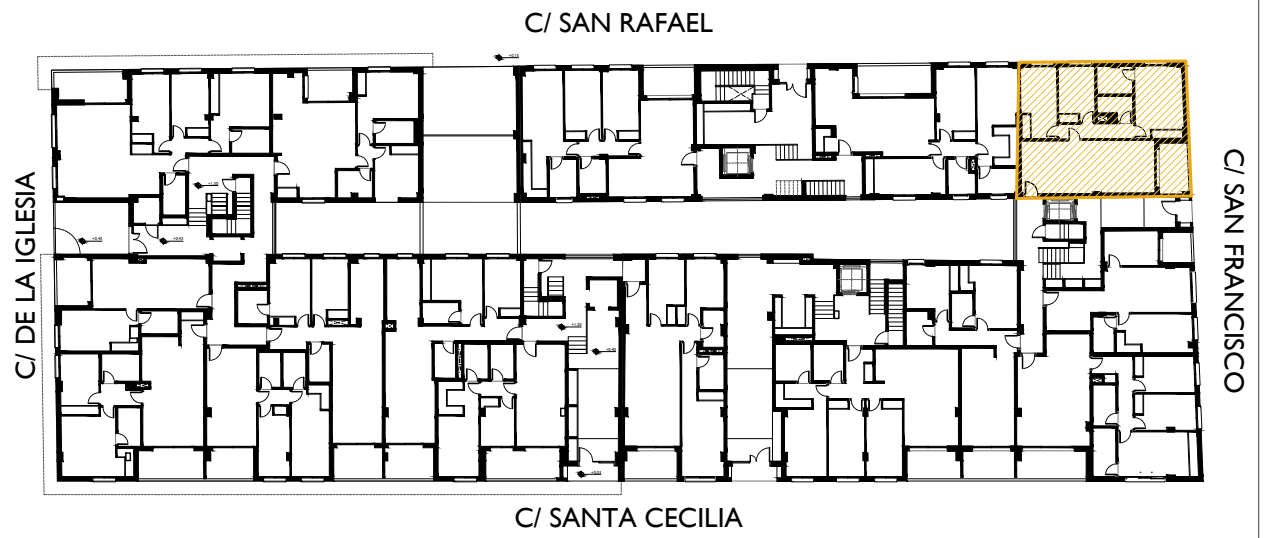 C/ SAN RAFAEL
C/ DE LA IGLESIA
C/ SAN FRANCISCO
C/ SANTA CECILIA